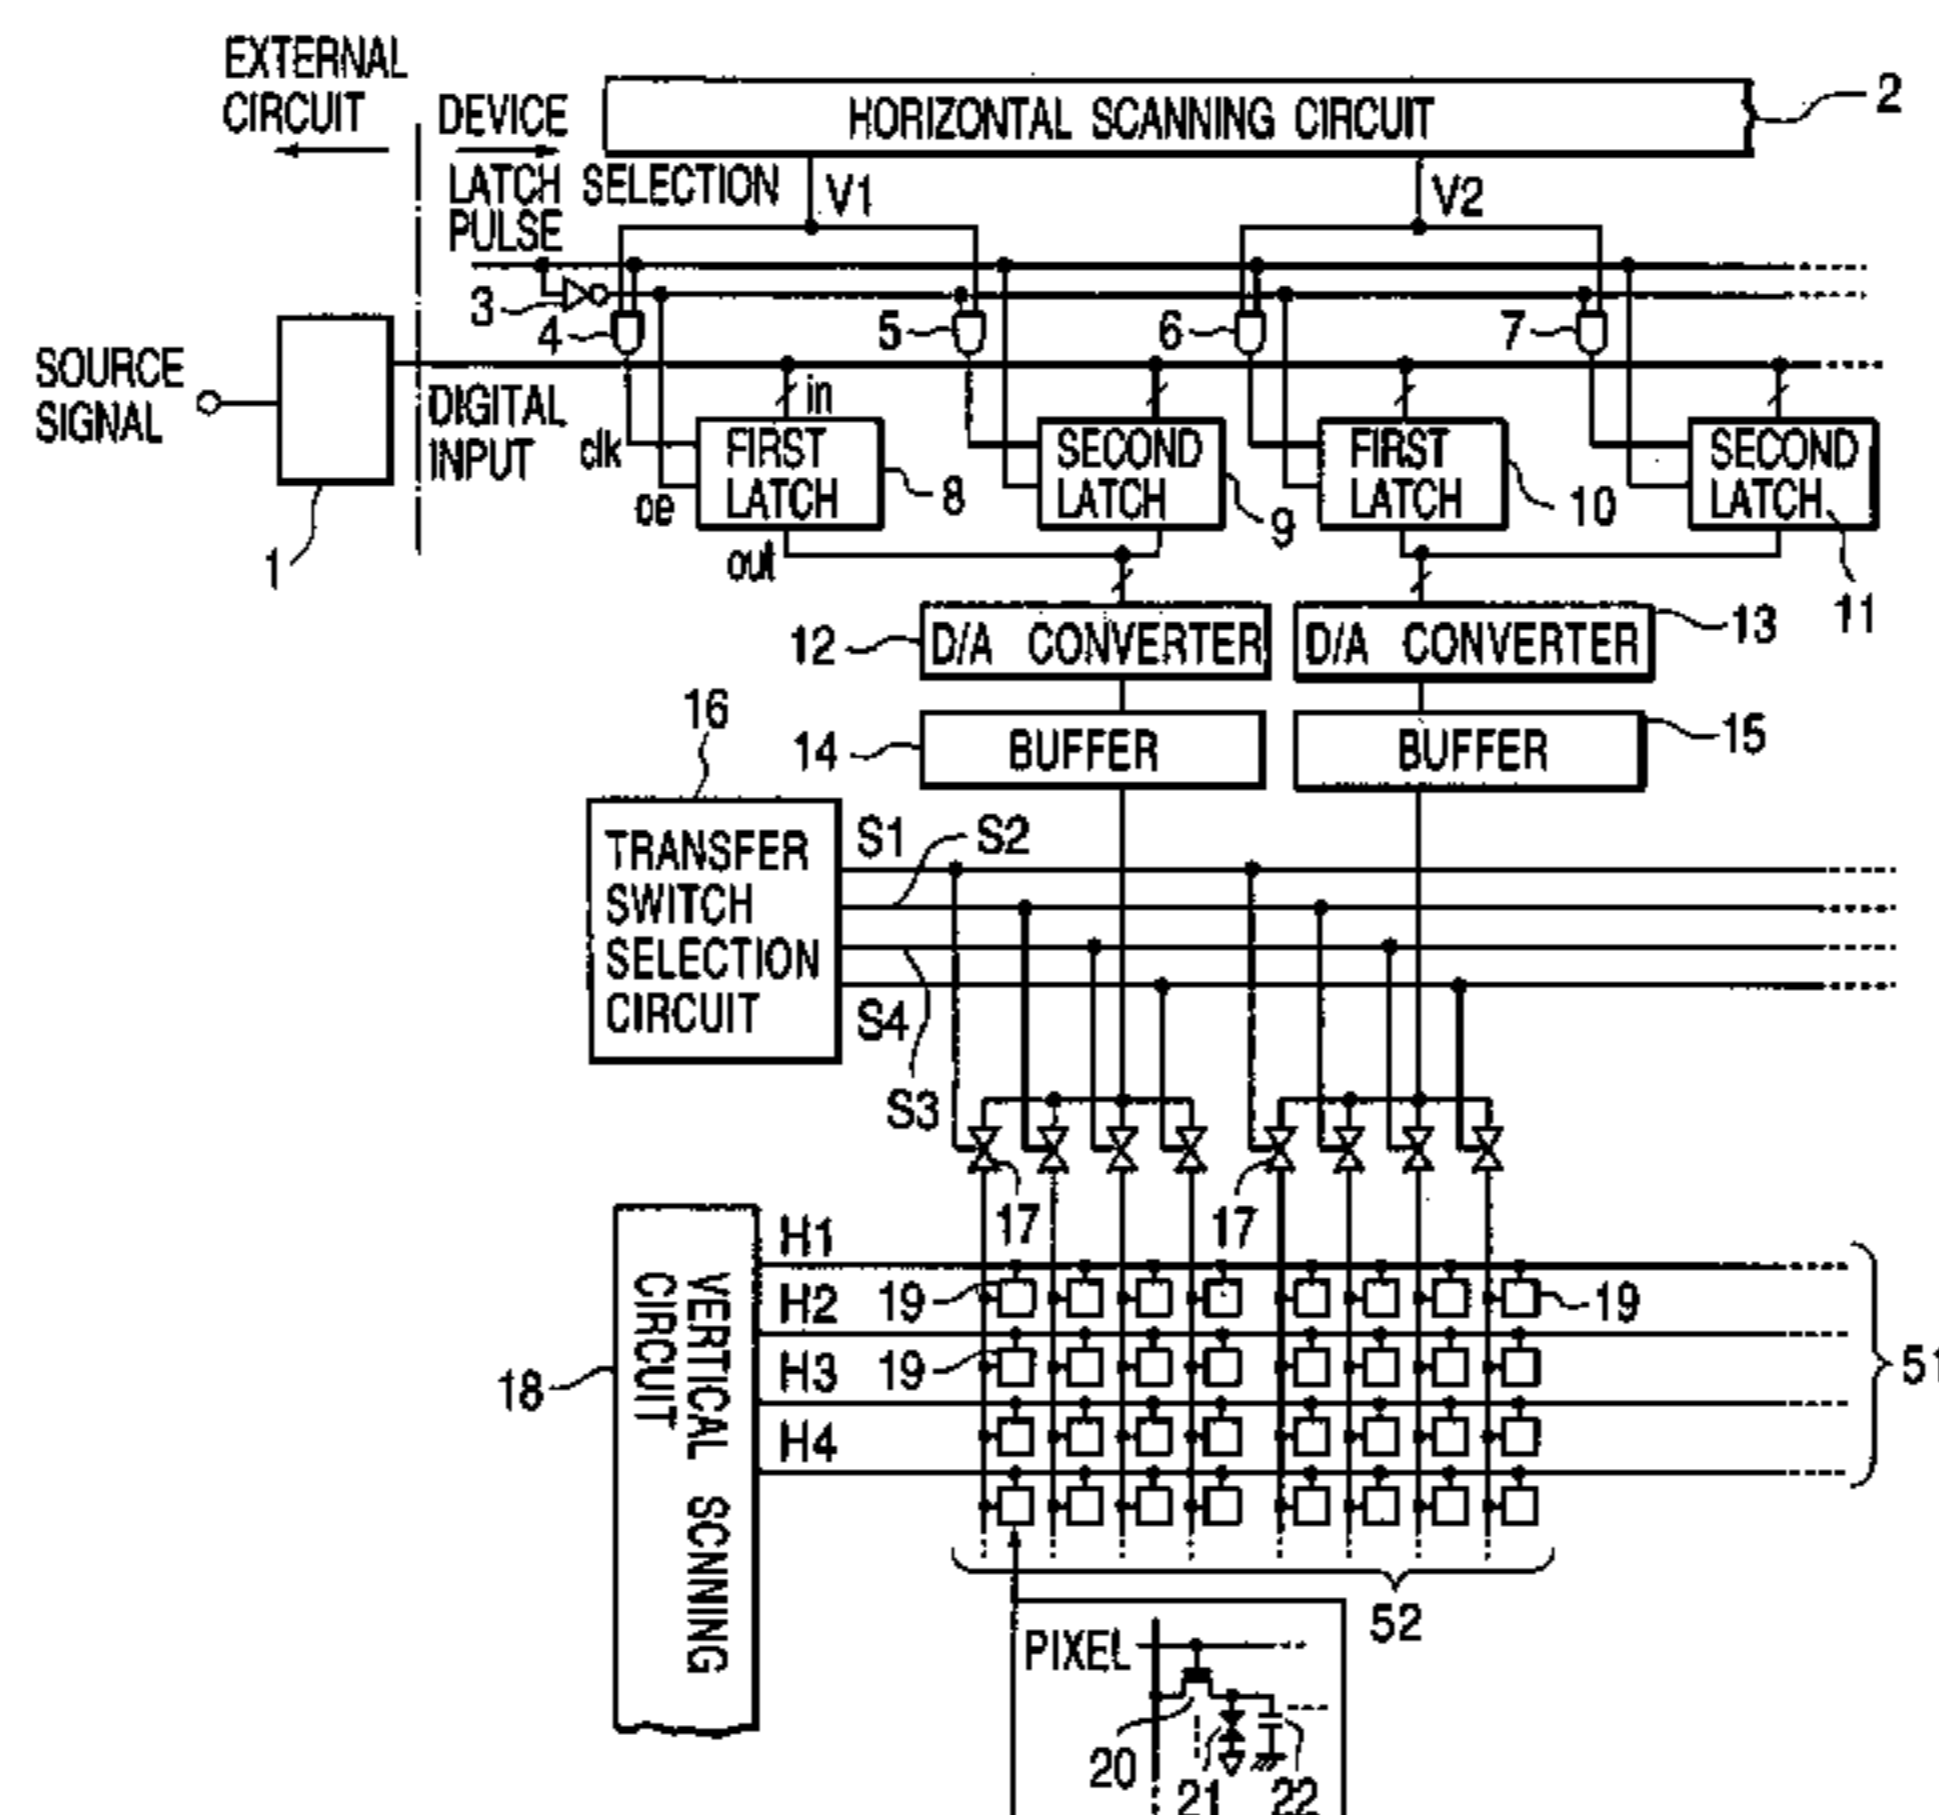 EXTERNAL
CIRCUIT
DEVICE
HORIZONTAL SCANNING CIRCUIT
2
LATCH SELECTION
PULSE
V1
V2
3
4
5
6
7
SOURCE
SIGNAL
DIGITAL
INPUT
1
in
clk
oe
out
FIRST
LATCH
8
SECOND
LATCH
9
FIRST
LATCH
10
SECOND
LATCH
11
12
D/A CONVERTER
D/A CONVERTER
13
14
BUFFER
BUFFER
15
16
TRANSFER
SWITCH
SELECTION
CIRCUIT
S1
S2
S4
S3
17
17
18
VERTICAL SCNNING
CIRCUIT
H1
H2
H3
H4
19
19
19
51
52
PIXEL
20
21
22